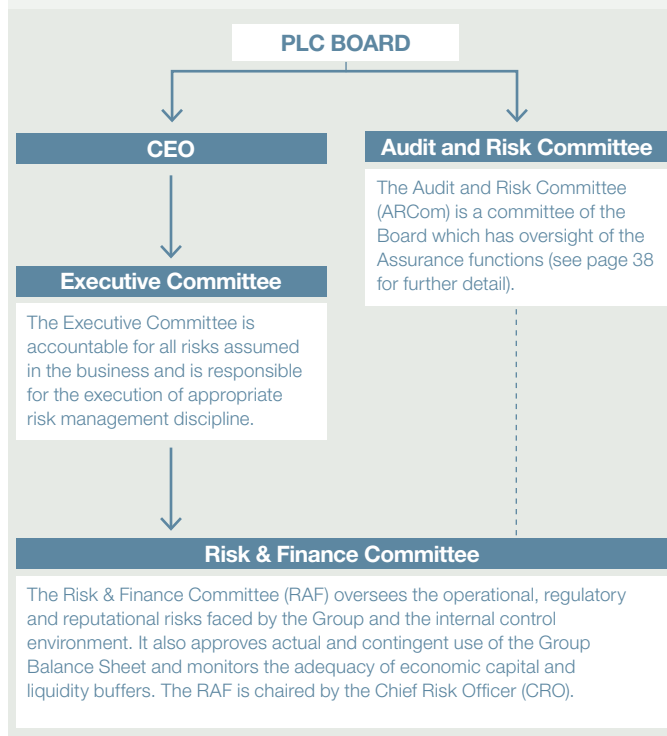 PLC BOARD
CEO
Audit and Risk Committee
The Audit and Risk Committee
(ARCom) is a committee of the
Board which has oversight of the
Assurance functions (see page 38
for further detail).
Executive Committee
The Executive Committee is
accountable for all risks assumed
in the business and is responsible
for the execution of appropriate
risk management discipline.
Risk & Finance Committee
The Risk & Finance Committee (RAF) oversees the operational, regulatory
and reputational risks faced by the Group and the internal control
environment. It also approves actual and contingent use of the Group
Balance Sheet and monitors the adequacy of economic capital and
liquidity buffers. The RAF is chaired by the Chief Risk Officer (CRO).